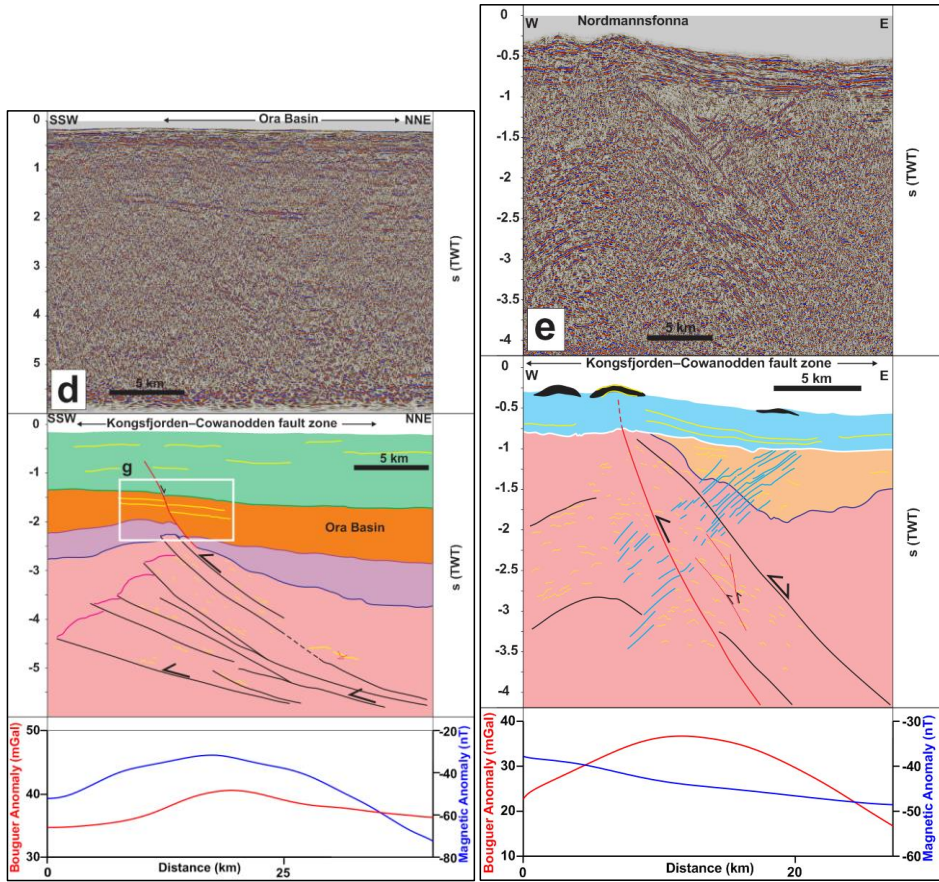 0
SSW
Ora Basin
NNE
1
2
3
4
5
s (TWT)
d
5 km
0
SSW
Kongsfjorden–Cowanodden fault zone
NNE
-1
-2
-3
-4
-5
s (TWT)
g
5 km
Ora Basin
50
40
30
Bouguer Anomaly (mGal)
-20
-40
-60
-80
Magnetic Anomaly (nT)
0
Distance (km)
25
0
W
Nordmannsfonna
E
-0.5
-1
-1.5
-2
-2.5
-3
-3.5
-4
s (TWT)
e
5 km
Kongsfjorden–Cowanodden fault zone
0
W
5 km
E
-0.5
-1
-1.5
-2
-2.5
-3
-3.5
-4
s (TWT)
40
30
20
10
Bouguer Anomaly (mGal)
-30
-40
-50
-60
Magnetic Anomaly (nT)
0
Distance (km)
20